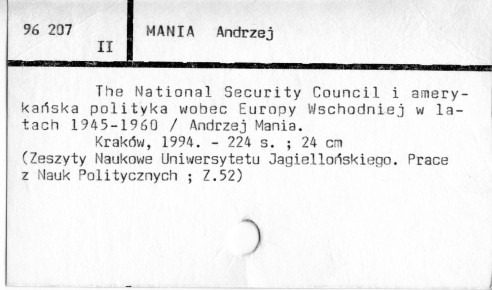 96 207
II
MANIA Andrzej
The National Security Council i amery-
kańska polityka wobec Europy Wschodniej w la-
tach 1945-1960 / Andrzej Mania.
Kraków, 1994. - 224 s. ; 24 cm
(Zeszyty Naukowe Uniwersytetu Jagiellońskiego. Prace
z Nauk Politycznych ; Z.52)